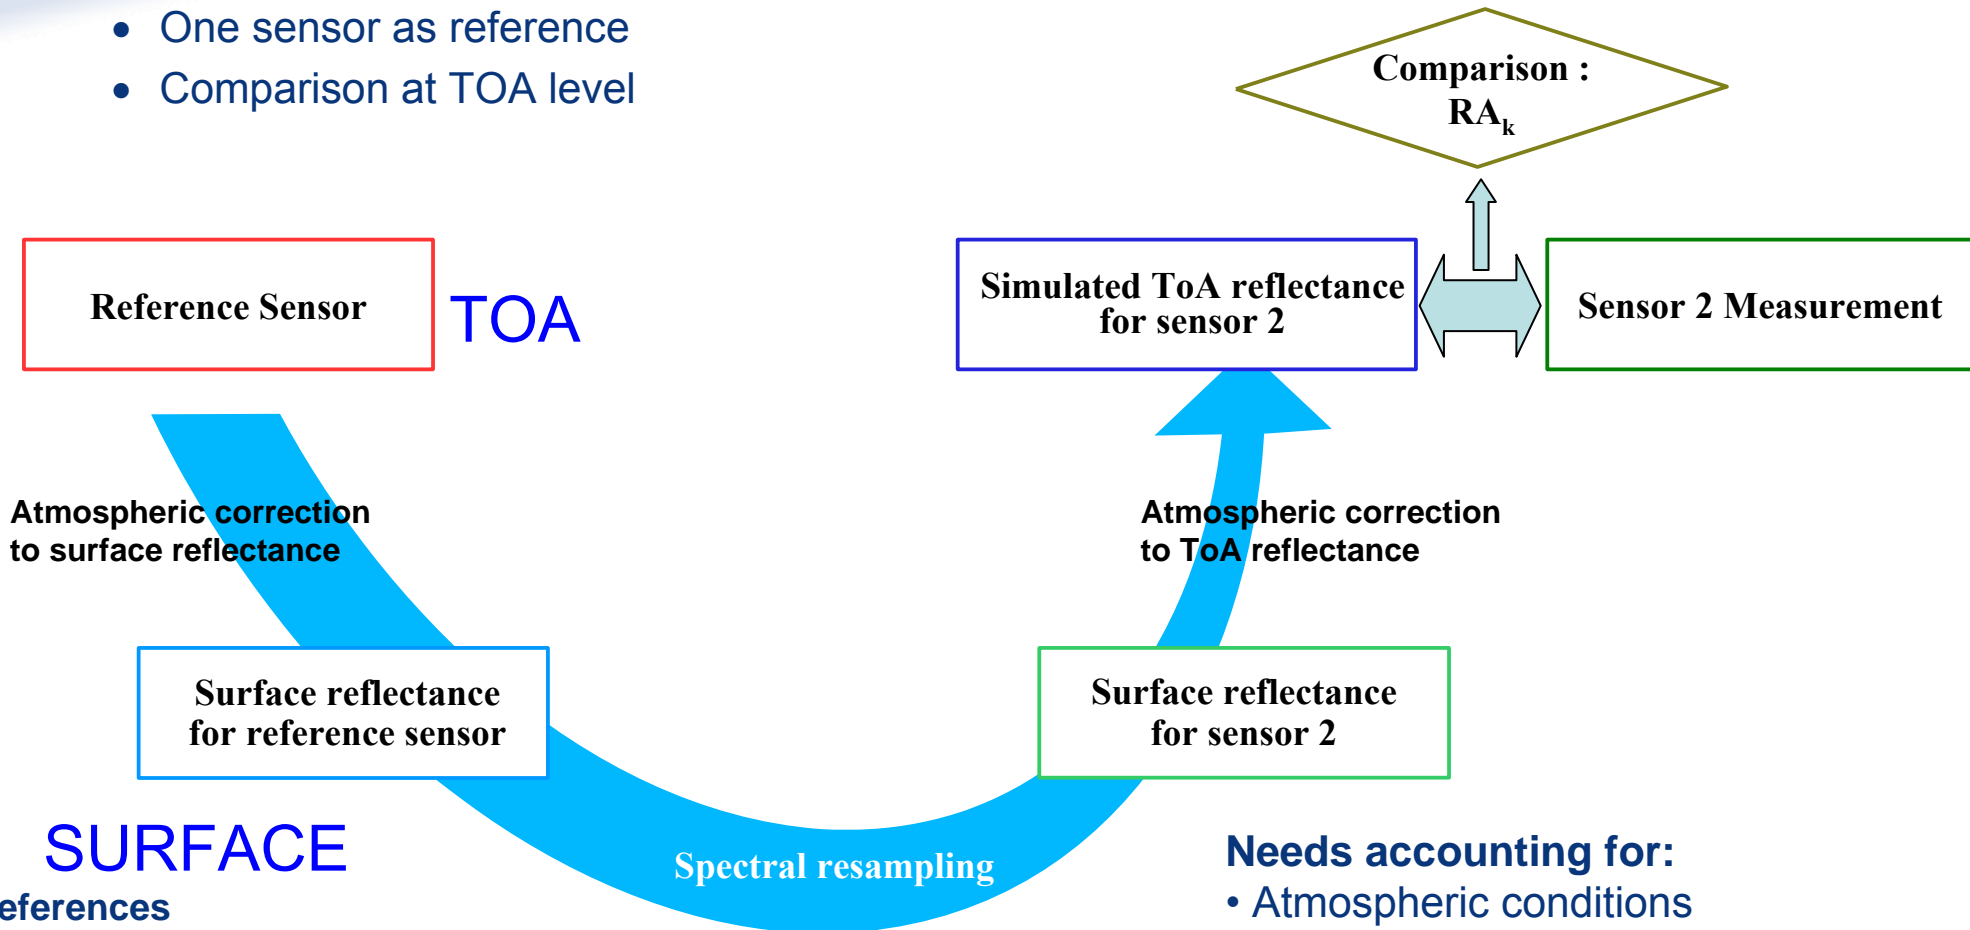 • One sensor as reference
• Comparison at TOA level
Comparison :
RAk
Reference Sensor
TOA
Simulated ToA reflectance
for sensor 2
Sensor 2 Measurement
Atmospheric correction
to surface reflectance
Atmospheric correction
to ToA reflectance
Surface reflectance
for reference sensor
Surface reflectance
for sensor 2
SURFACE
Spectral resampling
Needs accounting for:
eferences
• Atmospheric conditions